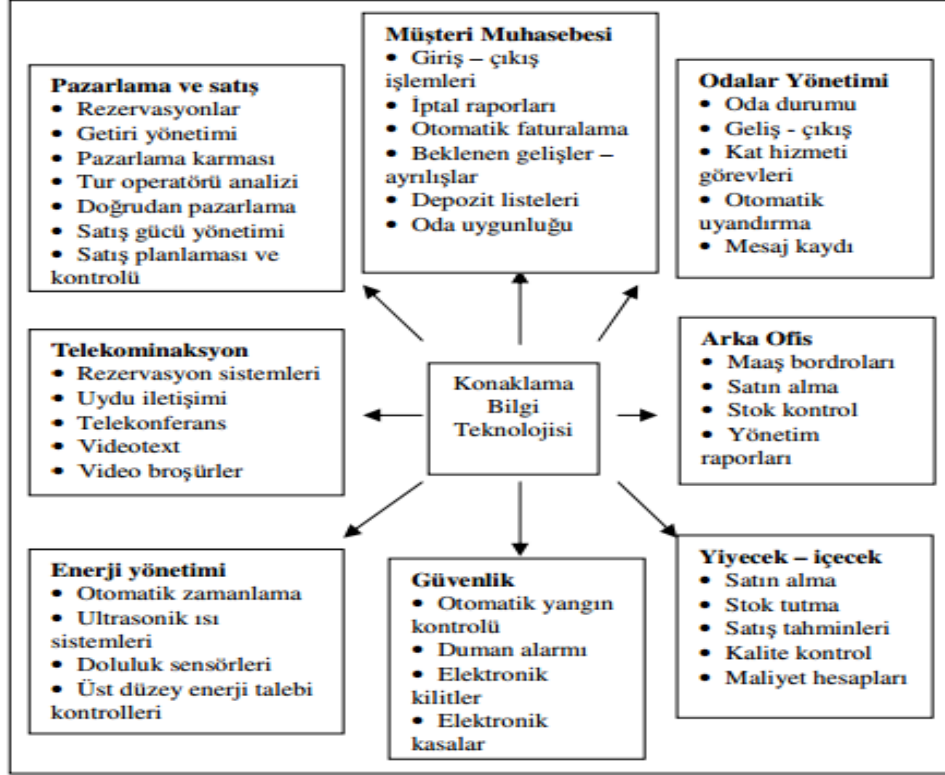 Pazarlama ve satış
• Rezervasyonlar
• Getiri yönetimi
• Pazarlama karması
• Tur operatörü analizi
• Doğrudan pazarlama
• Satış gücü yönetimi
• Satış planlaması ve
kontrolü
Müşteri Muhasebesi
• Giriş – çıkış
işlemleri
• İptal raporları
• Otomatik faturalama
• Beklenen gelişler –
ayrılışlar
• Depozit listeleri
• Oda uygunluğu
Odalar Yönetimi
• Oda durumu
• Geliş - çıkış
• Kat hizmeti
görevleri
• Otomatik
uyandırma
• Mesaj kaydı
Telekominaksyon
• Rezervasyon sistemleri
• Uydu iletişimi
• Telekonferans
• Videotext
• Video broşürler
Konaklama
Bilgi
Teknolojisi
Arka Ofis
• Maaş bordroları
• Satın alma
• Stok kontrol
• Yönetim
raporları
Enerji yönetimi
• Otomatik zamanlama
• Ultrasonik ısı
sistemleri
• Doluluk sensörleri
• Üst düzey enerji talebi
kontrolleri
Güvenlik
• Otomatik yangın
kontrolü
• Duman alarmı
• Elektronik
kilitler
• Elektronik
kasalar
Yiyecek – içecek
• Satın alma
• Stok tutma
• Satış tahminleri
• Kalite kontrol
• Maliyet hesapları